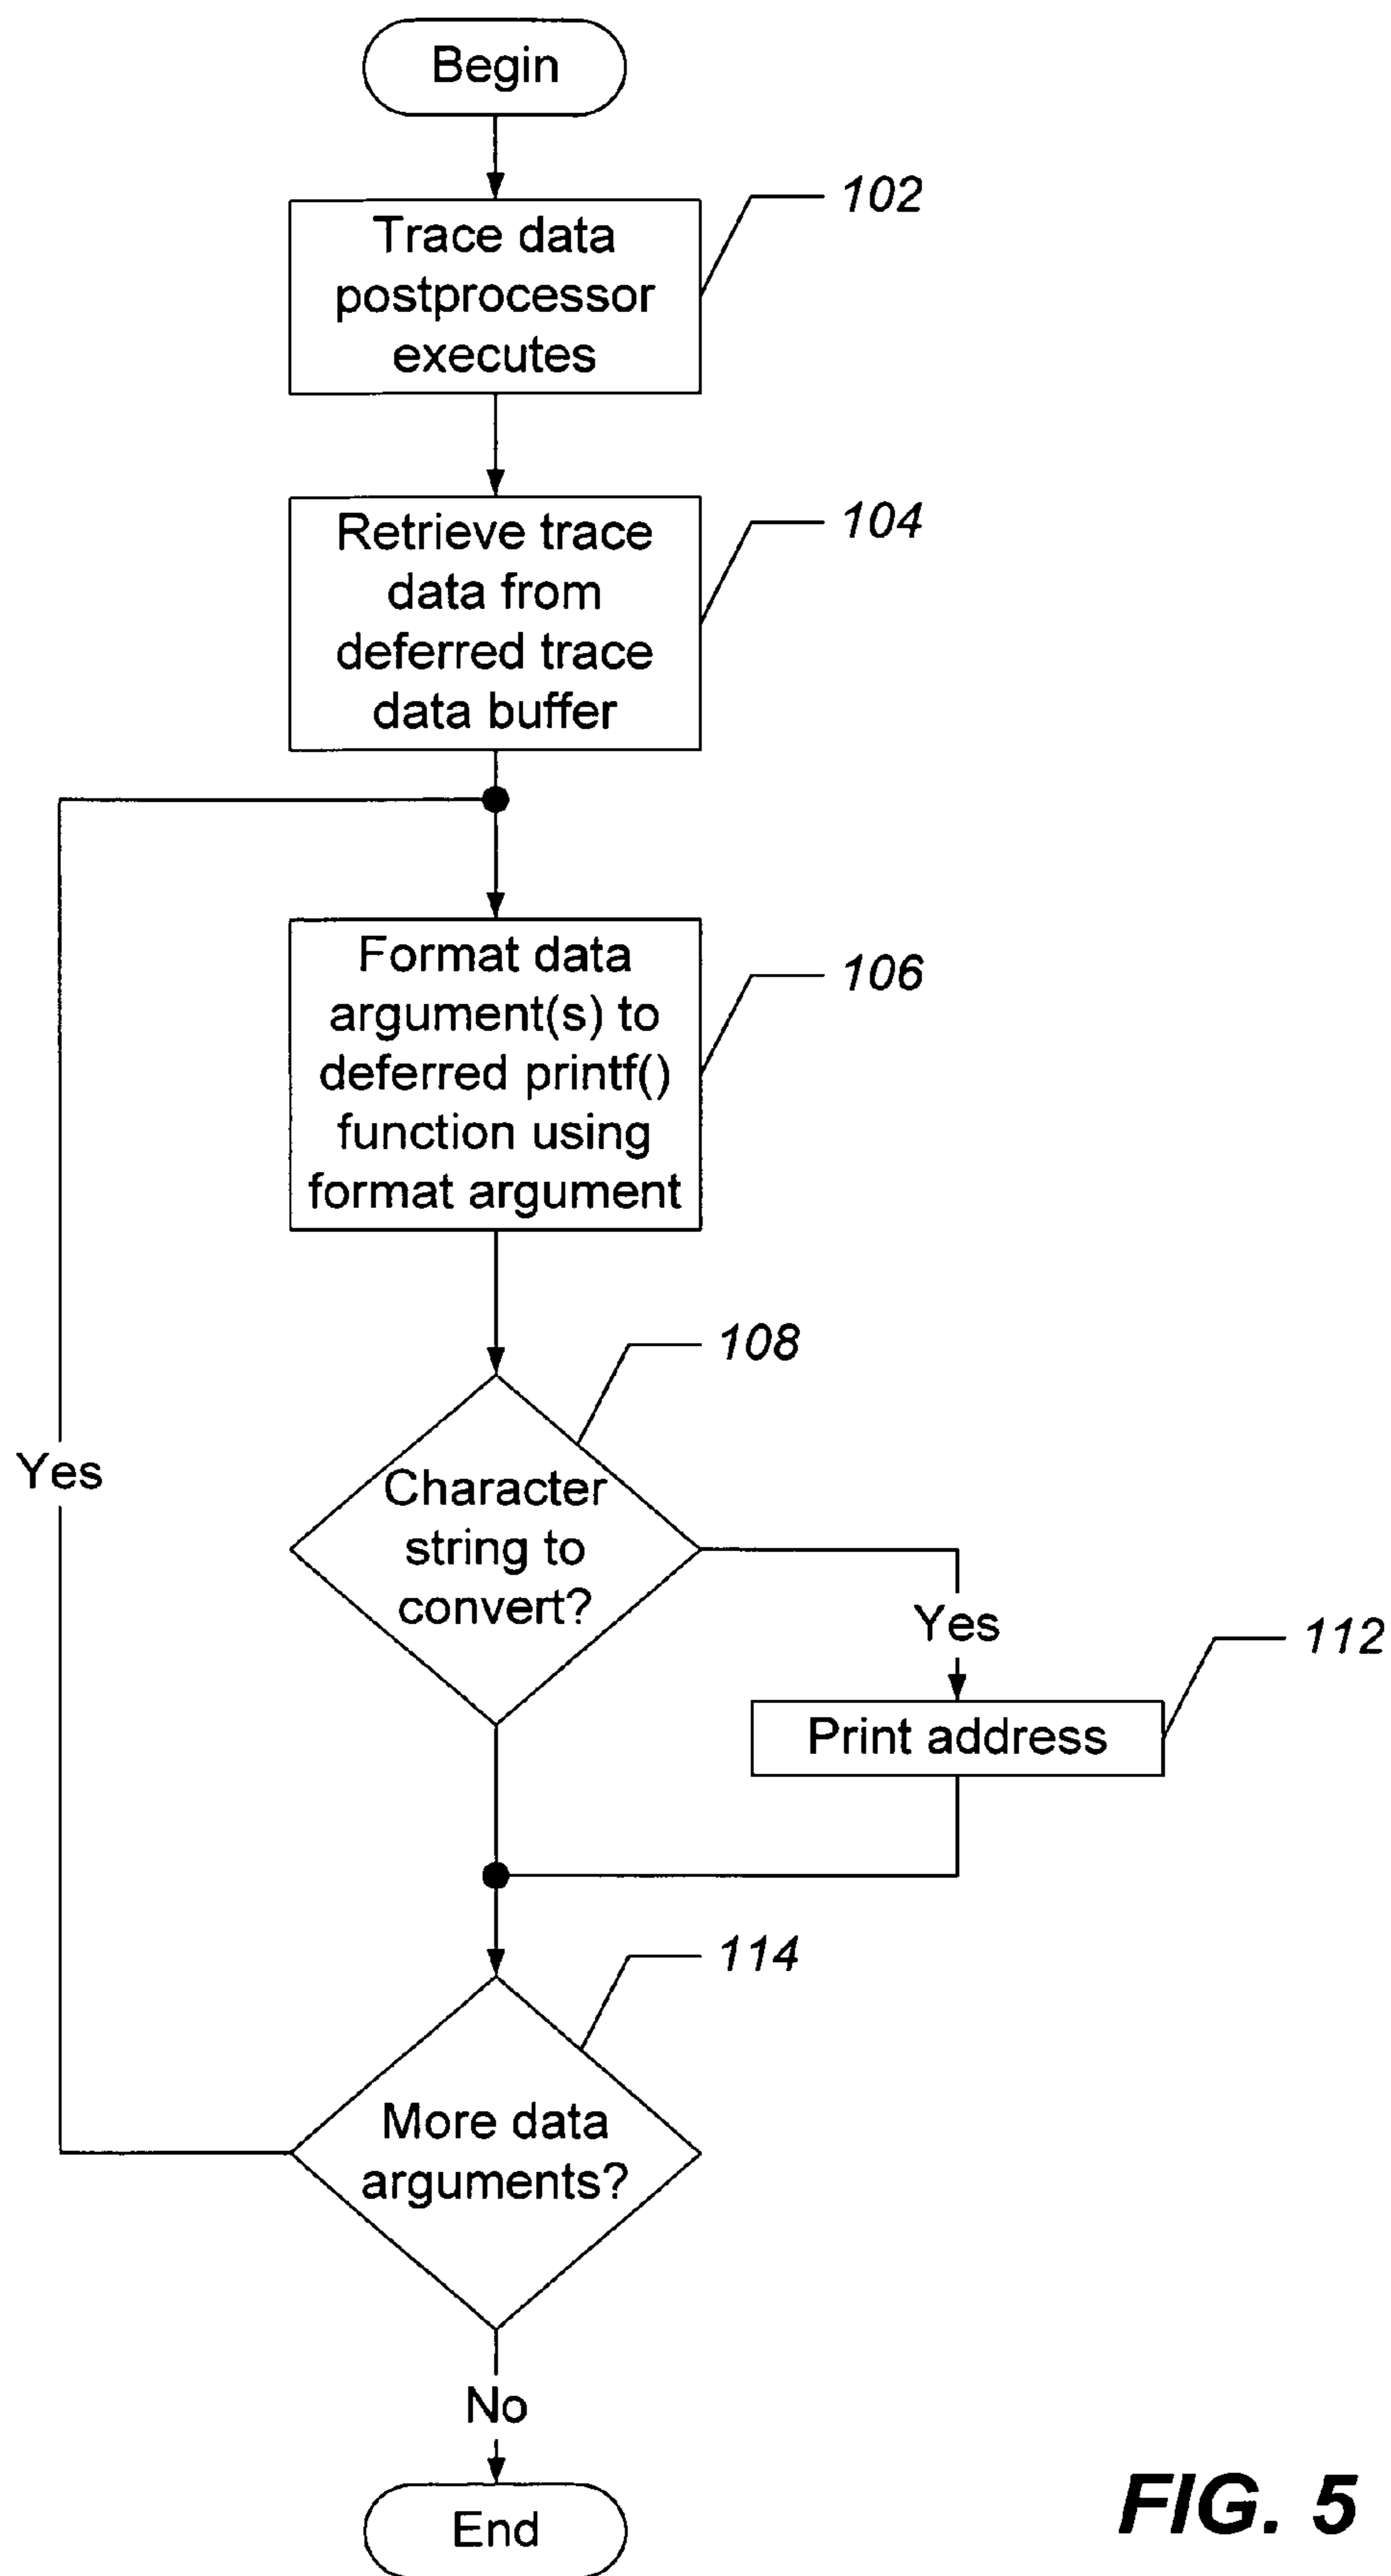 Begin
102
Trace data
postprocessor
executes
104
Retrieve trace
data from
deferred trace
data buffer
106
Format data
argument(s) to
deferred printf()
function using
format argument
108
Yes
Character
string to
convert?
Yes
112
Print address
114
More data
arguments?
No
End
FIG. 5